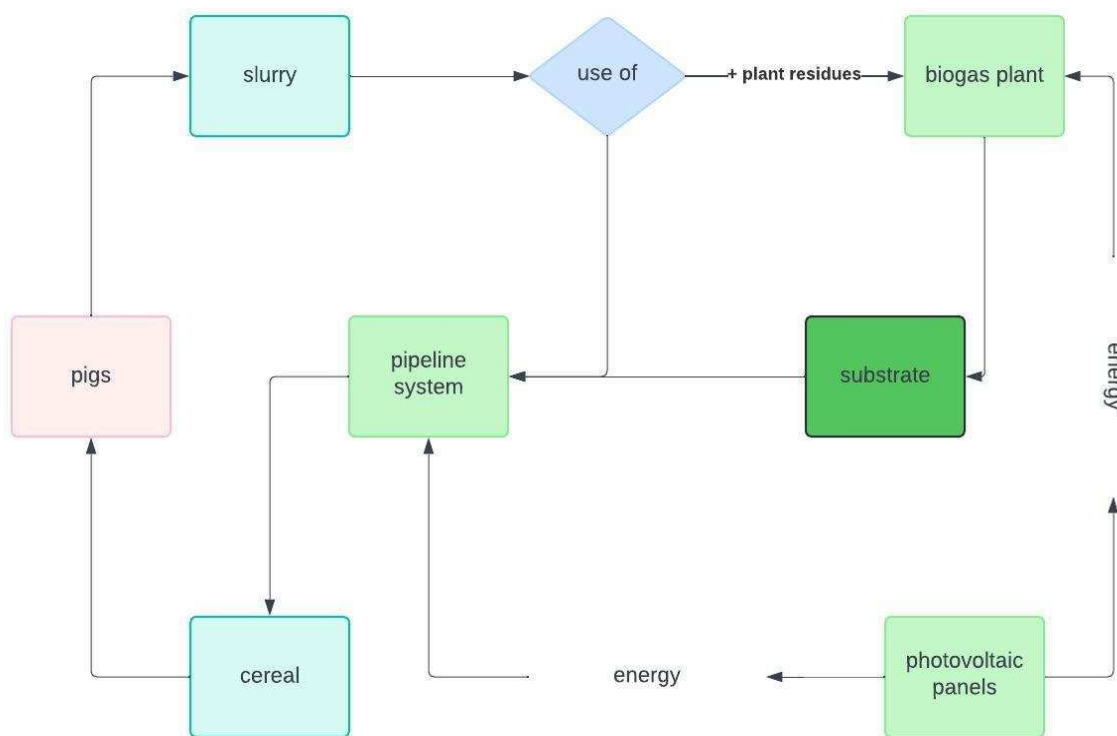 slurry
use of
+ plant residues
biogas plant
pigs
pipeline
system
substrate
energy
cereal
energy
photovoltaic
panels